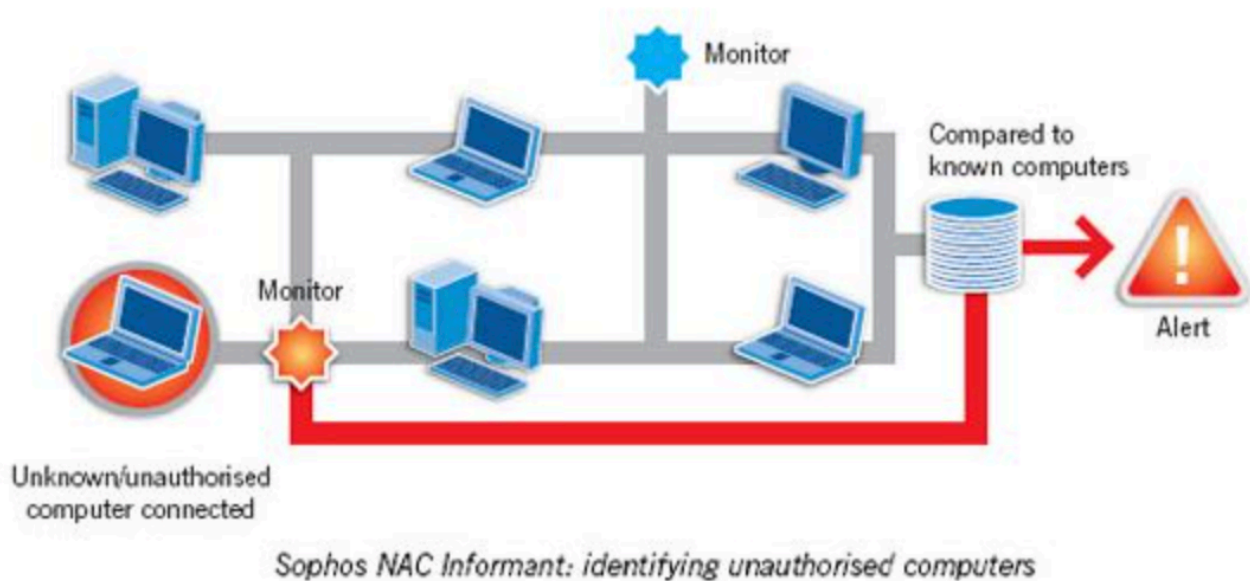 Monitor
Compared to
known computers
Monitor
Alert
Unknown/unauthorised
computer connected
Sophos NAC Informant: identifying unauthorised computers